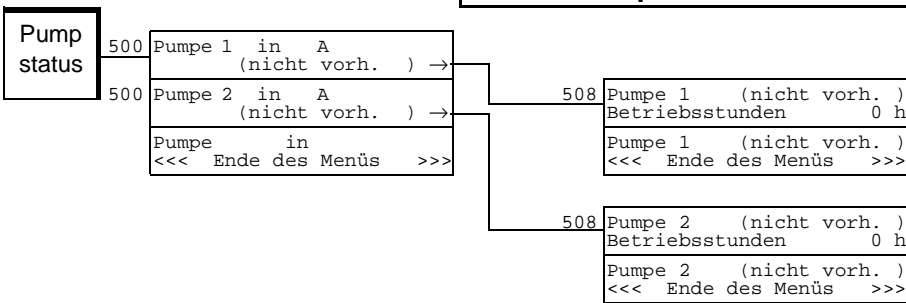 Pump
status
500 Pumpe 1 in A
(nicht vorh. ) →
500 Pumpe 2 in A
(nicht vorh. ) →
Pumpe in
<<< Ende des Menüs >>>
508 Pumpe 1 (nicht vorh. )
Betriebsstunden 0 h
Pumpe 1 (nicht vorh. )
<<< Ende des Menüs >>>
508 Pumpe 2 (nicht vorh. )
Betriebsstunden 0 h
Pumpe 2 (nicht vorh. )
<<< Ende des Menüs >>>